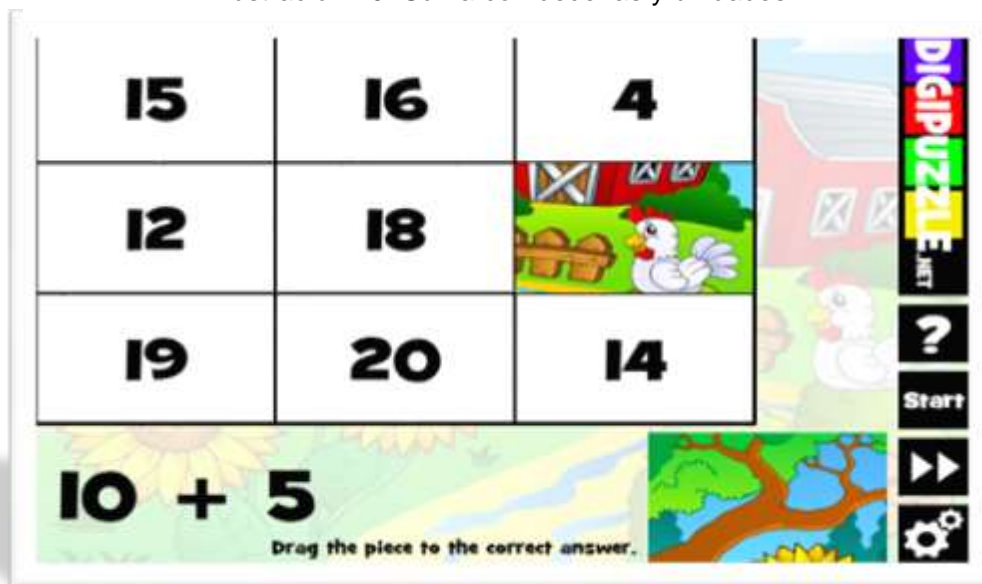 15 16 4
12 18
19 20 14
10 + 5
Drag the piece to the correct answer.
DIGIPUZZLE.NET
?
Start